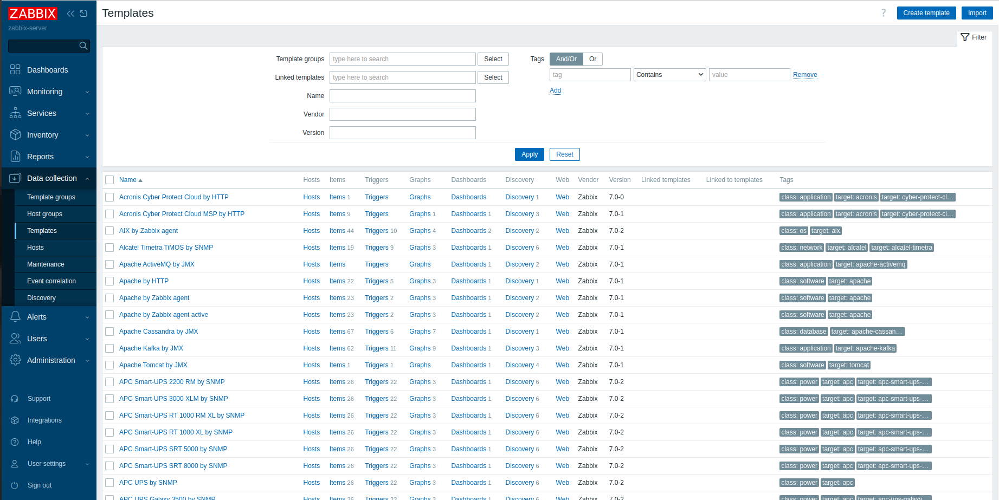 ZABBIX
zabbix-server
Dashboards
Monitoring
Services
Inventory
Reports
Data collection
Template groups
Host groups
Templates
Hosts
Maintenance
Event correlation
Discovery
Alerts
Users
Administration
Support
Integrations
Help
User settings
Sign out
Templates ? Create template Import
Filter
Template groups type here to search Select Tags And/Or Or
tag Contains value Remove
Linked templates type here to search Select
Add
Name
Vendor
Version
Apply Reset
Name Hosts Items Triggers Graphs Dashboards Discovery Web Vendor Version Linked templates Linked to templates Tags
Acronis Cyber Protect Cloud by HTTP Hosts Items 1 Triggers Graphs Dashboards Discovery 1 Web Zabbix 7.0-0 class: application target: acronis target: cyber-protect-cl…
Acronis Cyber Protect Cloud MSP by HTTP Hosts Items 9 Triggers Graphs 1 Dashboards 1 Discovery 3 Web Zabbix 7.0-1 class: application target: acronis target: cyber-protect-cl…
AIX by Zabbix agent Hosts Items 44 Triggers 10 Graphs 4 Dashboards 2 Discovery 2 Web Zabbix 7.0-2 class: os target: aix
Alcatel Timetra TiMOS by SNMP Hosts Items 19 Triggers 9 Graphs 3 Dashboards 1 Discovery 6 Web Zabbix 7.0-1 class: network target: alcatel target: alcatel-timetra
Apache ActiveMQ by JMX Hosts Items Triggers Graphs Dashboards 1 Discovery 2 Web Zabbix 7.0-1 class: application target: apache-activemq
Apache by HTTP Hosts Items 22 Triggers 5 Graphs 3 Dashboards 1 Discovery 1 Web Zabbix 7.0-1 class: software target: apache
Apache by Zabbix agent Hosts Items 23 Triggers 2 Graphs 3 Dashboards 1 Discovery 2 Web Zabbix 7.0-1 class: software target: apache
Apache by Zabbix agent active Hosts Items 23 Triggers 2 Graphs 3 Dashboards 1 Discovery 2 Web Zabbix 7.0-1 class: software target: apache
Apache Cassandra by JMX Hosts Items 67 Triggers 6 Graphs 7 Dashboards 1 Discovery 1 Web Zabbix 7.0-1 class: database target: apache-cassan…
Apache Kafka by JMX Hosts Items 62 Triggers 11 Graphs 9 Dashboards 1 Discovery 3 Web Zabbix 7.0-1 class: application target: apache-kafka
Apache Tomcat by JMX Hosts Items 1 Triggers 1 Graphs Dashboards 1 Discovery 4 Web Zabbix 7.0-1 class: software target: tomcat
APC Smart-UPS 2200 RM by SNMP Hosts Items 26 Triggers 22 Graphs 3 Dashboards 1 Discovery 6 Web Zabbix 7.0-2 class: power target: apc target: apc-smart-ups-…
APC Smart-UPS 3000 XLM by SNMP Hosts Items 26 Triggers 22 Graphs 3 Dashboards 1 Discovery 6 Web Zabbix 7.0-2 class: power target: apc target: apc-smart-ups-…
APC Smart-UPS RT 1000 RM XL by SNMP Hosts Items 26 Triggers 22 Graphs 3 Dashboards 1 Discovery 6 Web Zabbix 7.0-2 class: power target: apc target: apc-smart-ups-…
APC Smart-UPS RT 1000 XL by SNMP Hosts Items 26 Triggers 22 Graphs 3 Dashboards 1 Discovery 6 Web Zabbix 7.0-2 class: power target: apc target: apc-smart-ups-…
APC Smart-UPS SRT 5000 by SNMP Hosts Items 26 Triggers 22 Graphs 3 Dashboards 1 Discovery 6 Web Zabbix 7.0-2 class: power target: apc target: apc-smart-ups-…
APC Smart-UPS SRT 8000 by SNMP Hosts Items 26 Triggers 22 Graphs 3 Dashboards 1 Discovery 6 Web Zabbix 7.0-2 class: power target: apc target: apc-smart-ups-…
APC UPS by SNMP Hosts Items 26 Triggers 22 Graphs 3 Dashboards 1 Discovery 6 Web Zabbix 7.0-2 class: power target: apc
APC UPS Galaxy 3500 by SNMP Hosts Items 26 Triggers 22 Graphs 3 Dashboards 1 Discovery 6 Web Zabbix 7.0-2 class: power target: apc target: apc-ups-galaxy…